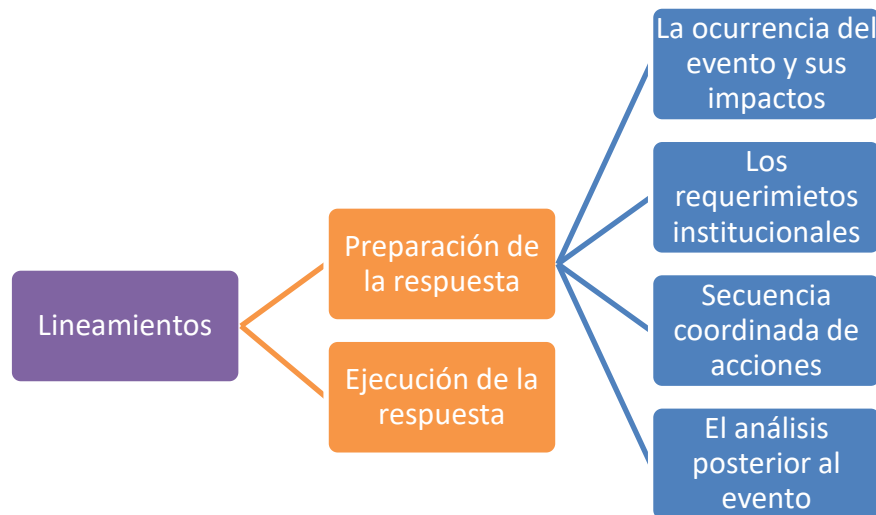 Lineamientos
Preparación de
la respuesta
Ejecución de la
respuesta
La ocurrencia del
evento y sus
impactos
Los
requerimietos
institucionales
Secuencia
coordinada de
acciones
El análisis
posterior al
evento